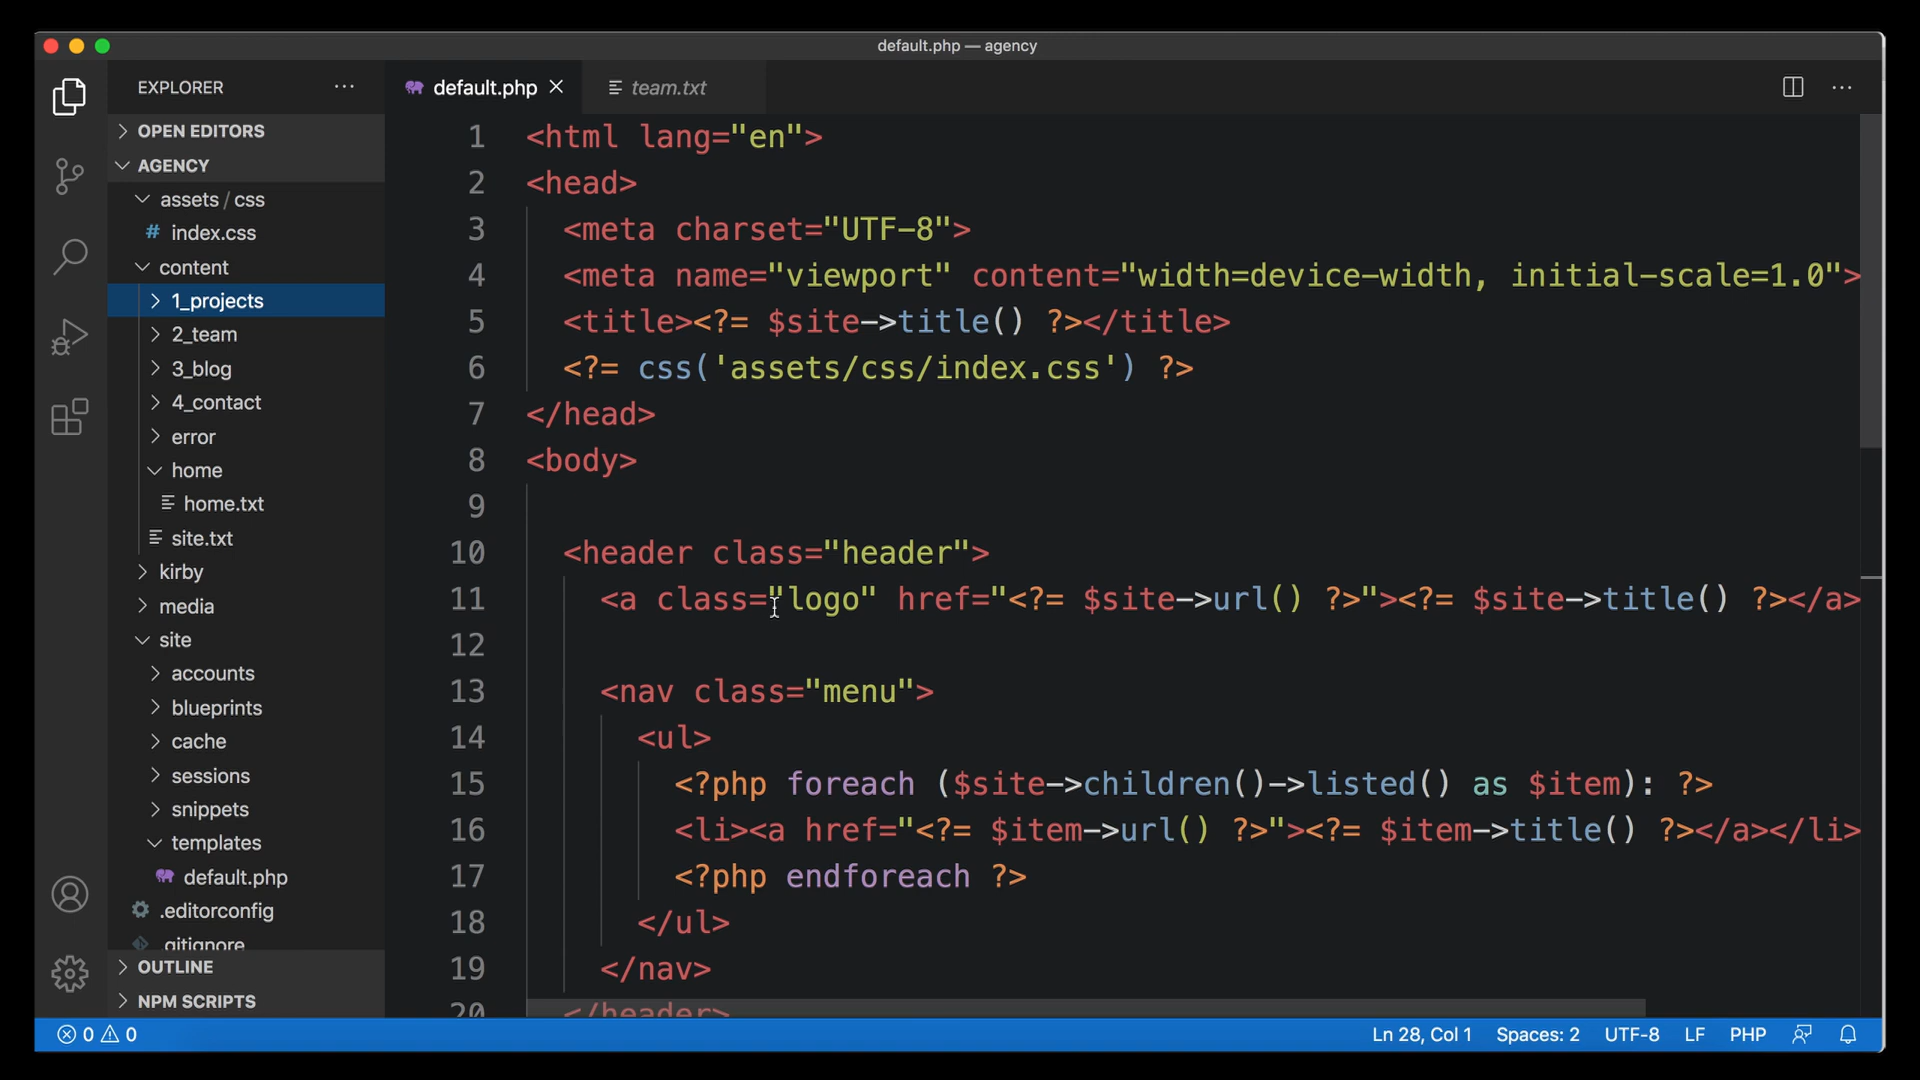 default.php — agency
EXPLORER
default.php
team.txt
OPEN EDITORS
AGENCY
assets / css
# index.css
content
1_projects
2_team
3_blog
4_contact
error
home
home.txt
site.txt
kirby
media
site
accounts
blueprints
cache
sessions
snippets
templates
default.php
.editorconfig
.gitignore
OUTLINE
NPM SCRIPTS
1 <html lang="en">
2 <head>
3 <meta charset="UTF-8">
4 <meta name="viewport" content="width=device-width, initial-scale=1.0">
5 <title><?= $site->title() ?></title>
6 <?= css('assets/css/index.css') ?>
7 </head>
8 <body>
9
10 <header class="header">
11 <a class="logo" href="<?= $site->url() ?>"><?= $site->title() ?></a>
12
13 <nav class="menu">
14 <ul>
15 <?php foreach ($site->children()->listed() as $item): ?>
16 <li><a href="<?= $item->url() ?>"><?= $item->title() ?></a></li>
17 <?php endforeach ?>
18 </ul>
19 </nav>
20 </header>
0 0
Ln 28, Col 1 Spaces: 2 UTF-8 LF PHP